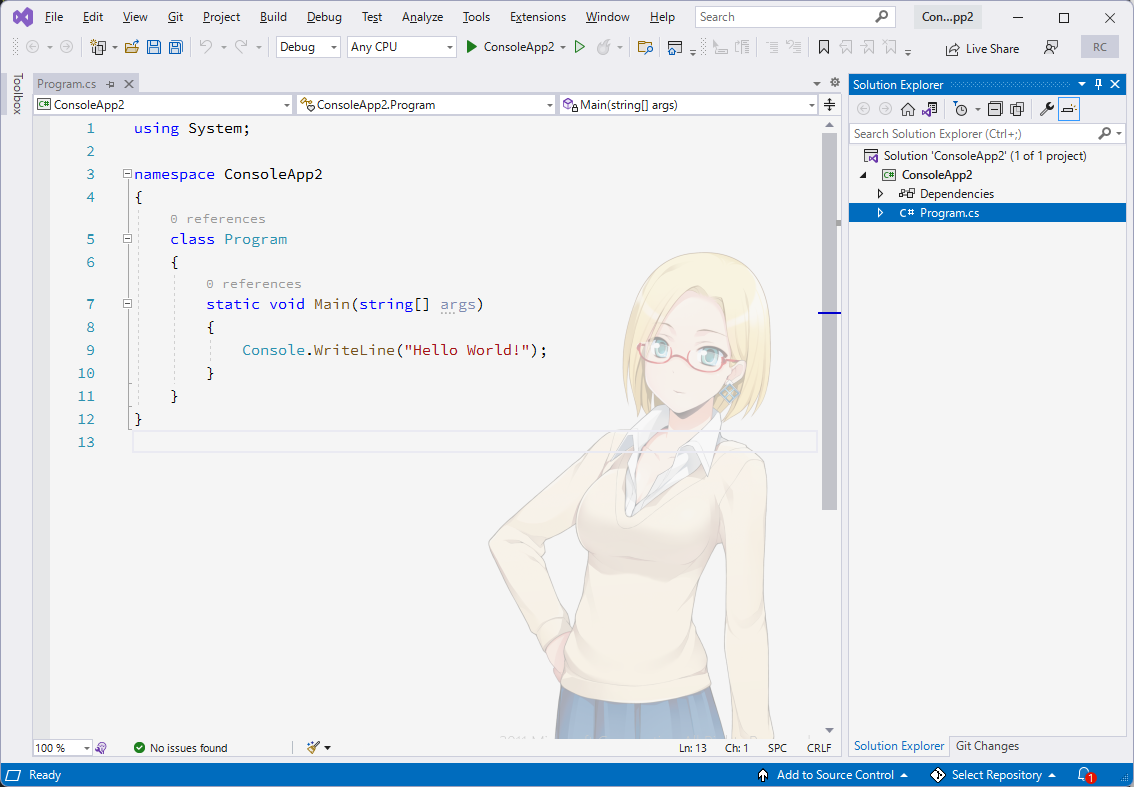 File Edit View Git Project Build Debug Test Analyze Tools Extensions Window Help Search Con...pp2
Debug Any CPU ConsoleApp2 Live Share RC
Toolbox
Program.cs
ConsoleApp2 ConsoleApp2.Program Main(string[] args)
1 using System;
2
3 namespace ConsoleApp2
4 {
0 references
5 class Program
6 {
0 references
7 static void Main(string[] args)
8 {
9 Console.WriteLine("Hello World!");
10 }
11 }
12 }
13
100 % No issues found Ln: 13 Ch: 1 SPC CRLF
Solution Explorer
Search Solution Explorer (Ctrl+;)
Solution 'ConsoleApp2' (1 of 1 project)
C# ConsoleApp2
Dependencies
C# Program.cs
Solution Explorer Git Changes
Ready Add to Source Control Select Repository 1